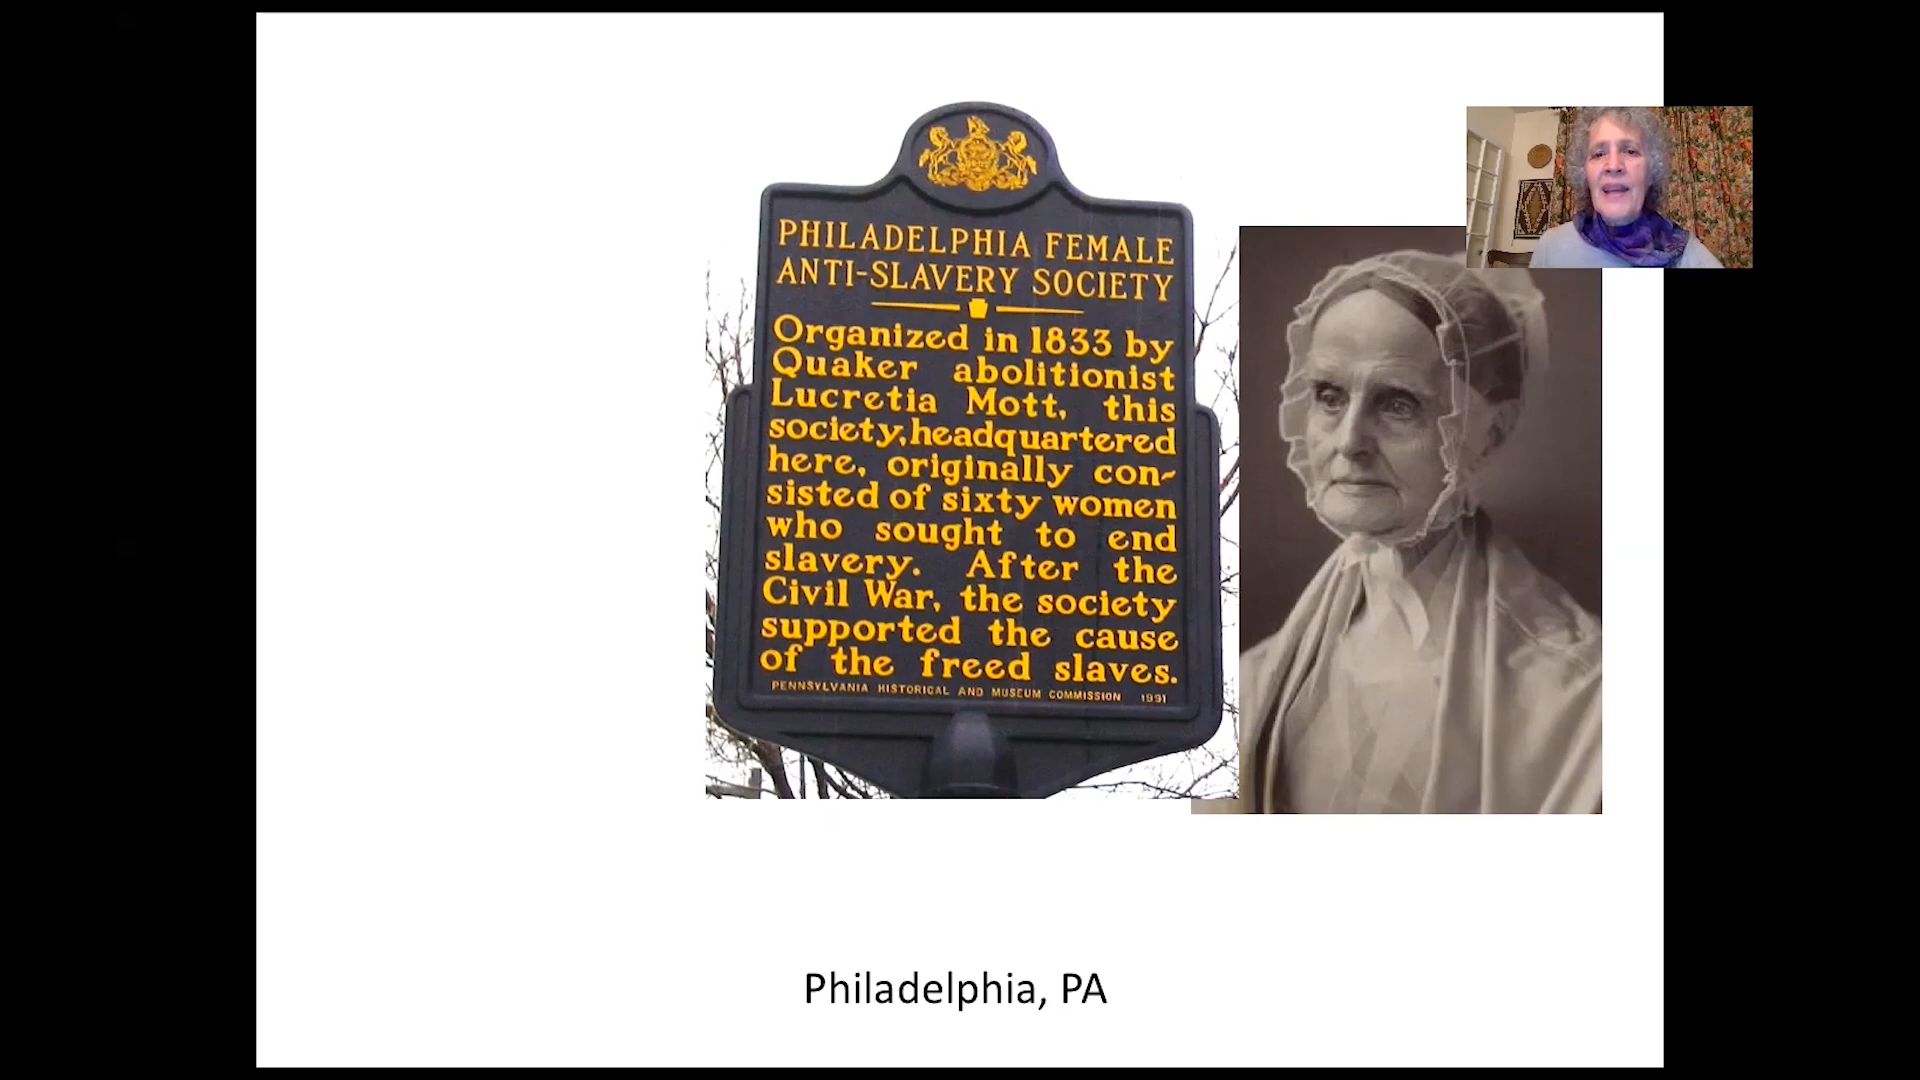 PHILADELPHIA FEMALE
ANTI-SLAVERY SOCIETY
Organized in 1833 by
Quaker abolitionist
Lucretia Mott, this
society, headquartered
here, originally con-
sisted of sixty women
who sought to end
slavery. After the
Civil War, the society
supported the cause
of the freed slaves.
PENNSYLVANIA HISTORICAL AND MUSEUM COMMISSION 1991
Philadelphia, PA